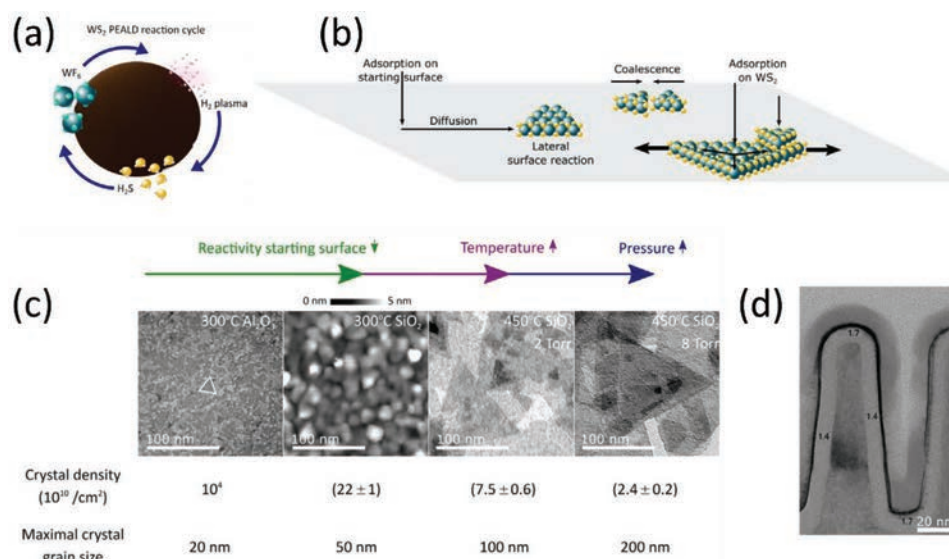 (a)
WS2 PEALD reaction cycle
WF6
H2 plasma
H2S
(b)
Adsorption on
starting surface
Diffusion
Lateral
surface reaction
Coalescence
Adsorption
on WS2
Reactivity starting surface
Temperature
Pressure
(c)
0 nm 5 nm
300°C Al2O3
300°C SiO2
450°C SiO2
2 Torr
450°C SiO2
8 Torr
100 nm
100 nm
100 nm
100 nm
Crystal density
(10¹⁰ /cm²)
10⁴
(22 ± 1)
(7.5 ± 0.6)
(2.4 ± 0.2)
Maximal crystal
grain size
20 nm
50 nm
100 nm
200 nm
(d)
1.7
1.4
1.4
1.7
20 nm